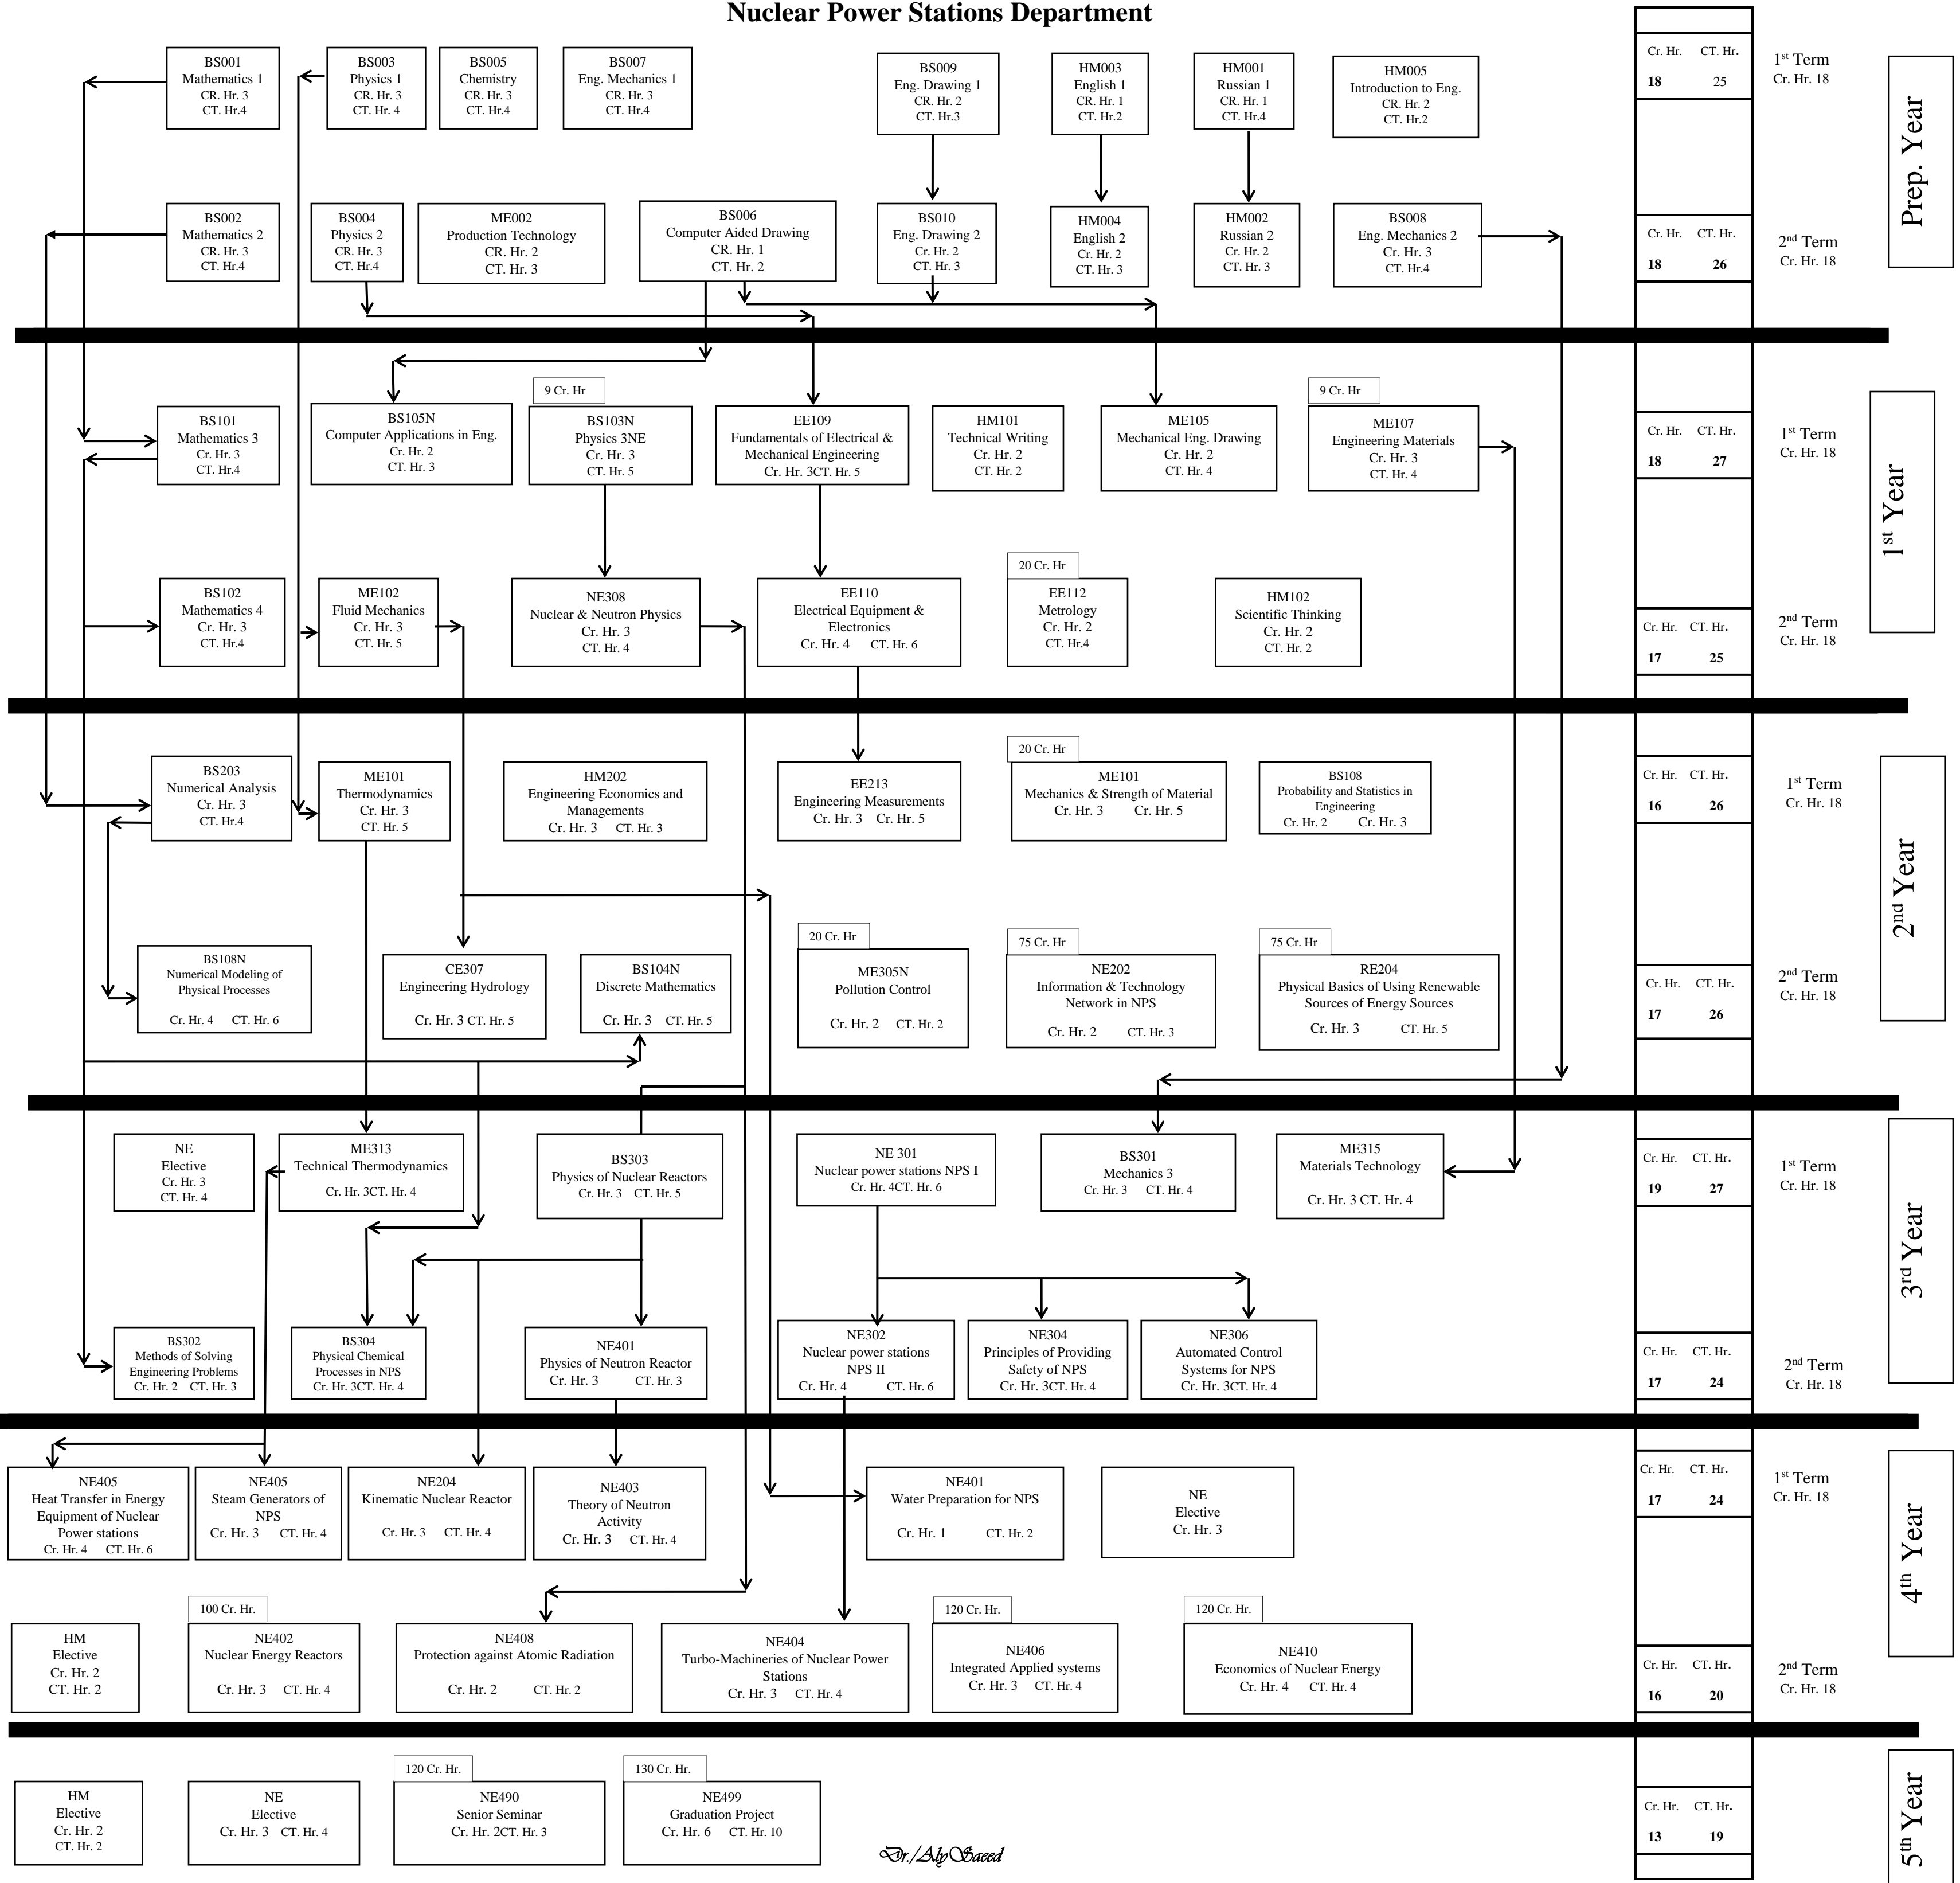 Nuclear Power Stations Department
BS001
Mathematics 1
CR. Hr. 3
CT. Hr.4
BS003
Physics 1
CR. Hr. 3
CT. Hr. 4
BS005
Chemistry
CR. Hr. 3
CT. Hr.4
BS007
Eng. Mechanics 1
CR. Hr. 3
CT. Hr.4
BS009
Eng. Drawing 1
CR. Hr. 2
CT. Hr.3
HM003
English 1
CR. Hr. 1
CT. Hr.2
HM001
Russian 1
CR. Hr. 1
CT. Hr.4
HM005
Introduction to Eng.
CR. Hr. 2
CT. Hr.2
Cr. Hr. CT. Hr.
18 25
1st Term
Cr. Hr. 18
Prep. Year
BS002
Mathematics 2
CR. Hr. 3
CT. Hr.4
BS004
Physics 2
CR. Hr. 3
CT. Hr.4
ME002
Production Technology
CR. Hr. 2
CT. Hr. 3
BS006
Computer Aided Drawing
CR. Hr. 1
CT. Hr. 2
BS010
Eng. Drawing 2
Cr. Hr. 2
CT. Hr. 3
HM004
English 2
Cr. Hr. 2
CT. Hr. 3
HM002
Russian 2
Cr. Hr. 2
CT. Hr. 3
BS008
Eng. Mechanics 2
Cr. Hr. 3
CT. Hr.4
Cr. Hr. CT. Hr.
18 26
2nd Term
Cr. Hr. 18
BS101
Mathematics 3
Cr. Hr. 3
CT. Hr.4
BS105N
Computer Applications in Eng.
Cr. Hr. 2
CT. Hr. 3
9 Cr. Hr
BS103N
Physics 3NE
Cr. Hr. 3
CT. Hr. 5
EE109
Fundamentals of Electrical &
Mechanical Engineering
Cr. Hr. 3CT. Hr. 5
HM101
Technical Writing
Cr. Hr. 2
CT. Hr. 2
ME105
Mechanical Eng. Drawing
Cr. Hr. 2
CT. Hr. 4
9 Cr. Hr
ME107
Engineering Materials
Cr. Hr. 3
CT. Hr. 4
Cr. Hr. CT. Hr.
18 27
1st Term
Cr. Hr. 18
1st Year
BS102
Mathematics 4
Cr. Hr. 3
CT. Hr.4
ME102
Fluid Mechanics
Cr. Hr. 3
CT. Hr. 5
NE308
Nuclear & Neutron Physics
Cr. Hr. 3
CT. Hr. 4
EE110
Electrical Equipment &
Electronics
Cr. Hr. 4 CT. Hr. 6
20 Cr. Hr
EE112
Metrology
Cr. Hr. 2
CT. Hr.4
HM102
Scientific Thinking
Cr. Hr. 2
CT. Hr. 2
Cr. Hr. CT. Hr.
17 25
2nd Term
Cr. Hr. 18
BS203
Numerical Analysis
Cr. Hr. 3
CT. Hr.4
ME101
Thermodynamics
Cr. Hr. 3
CT. Hr. 5
HM202
Engineering Economics and
Managements
Cr. Hr. 3 CT. Hr. 3
EE213
Engineering Measurements
Cr. Hr. 3 Cr. Hr. 5
20 Cr. Hr
ME101
Mechanics & Strength of Material
Cr. Hr. 3 Cr. Hr. 5
BS108
Probability and Statistics in
Engineering
Cr. Hr. 2 Cr. Hr. 3
Cr. Hr. CT. Hr.
16 26
1st Term
Cr. Hr. 18
2nd Year
BS108N
Numerical Modeling of
Physical Processes
Cr. Hr. 4 CT. Hr. 6
CE307
Engineering Hydrology
Cr. Hr. 3 CT. Hr. 5
BS104N
Discrete Mathematics
Cr. Hr. 3 CT. Hr. 5
20 Cr. Hr
ME305N
Pollution Control
Cr. Hr. 2 CT. Hr. 2
75 Cr. Hr
NE202
Information & Technology
Network in NPS
Cr. Hr. 2 CT. Hr. 3
75 Cr. Hr
RE204
Physical Basics of Using Renewable
Sources of Energy Sources
Cr. Hr. 3 CT. Hr. 5
Cr. Hr. CT. Hr.
17 26
2nd Term
Cr. Hr. 18
NE
Elective
Cr. Hr. 3
CT. Hr. 4
ME313
Technical Thermodynamics
Cr. Hr. 3CT. Hr. 4
BS303
Physics of Nuclear Reactors
Cr. Hr. 3 CT. Hr. 5
NE 301
Nuclear power stations NPS I
Cr. Hr. 4CT. Hr. 6
BS301
Mechanics 3
Cr. Hr. 3 CT. Hr. 4
ME315
Materials Technology
Cr. Hr. 3 CT. Hr. 4
Cr. Hr. CT. Hr.
19 27
1st Term
Cr. Hr. 18
3rd Year
BS302
Methods of Solving
Engineering Problems
Cr. Hr. 2 CT. Hr. 3
BS304
Physical Chemical
Processes in NPS
Cr. Hr. 3CT. Hr. 4
NE401
Physics of Neutron Reactor
Cr. Hr. 3 CT. Hr. 3
NE302
Nuclear power stations
NPS II
Cr. Hr. 4 CT. Hr. 6
NE304
Principles of Providing
Safety of NPS
Cr. Hr. 3CT. Hr. 4
NE306
Automated Control
Systems for NPS
Cr. Hr. 3CT. Hr. 4
Cr. Hr. CT. Hr.
17 24
2nd Term
Cr. Hr. 18
NE405
Heat Transfer in Energy
Equipment of Nuclear
Power stations
Cr. Hr. 4 CT. Hr. 6
NE405
Steam Generators of
NPS
Cr. Hr. 3 CT. Hr. 4
NE204
Kinematic Nuclear Reactor
Cr. Hr. 3 CT. Hr. 4
NE403
Theory of Neutron
Activity
Cr. Hr. 3 CT. Hr. 4
NE401
Water Preparation for NPS
Cr. Hr. 1 CT. Hr. 2
NE
Elective
Cr. Hr. 3
Cr. Hr. CT. Hr.
17 24
1st Term
Cr. Hr. 18
4th Year
HM
Elective
Cr. Hr. 2
CT. Hr. 2
100 Cr. Hr.
NE402
Nuclear Energy Reactors
Cr. Hr. 3 CT. Hr. 4
NE408
Protection against Atomic Radiation
Cr. Hr. 2 CT. Hr. 2
NE404
Turbo-Machineries of Nuclear Power
Stations
Cr. Hr. 3 CT. Hr. 4
120 Cr. Hr.
NE406
Integrated Applied systems
Cr. Hr. 3 CT. Hr. 4
120 Cr. Hr.
NE410
Economics of Nuclear Energy
Cr. Hr. 4 CT. Hr. 4
Cr. Hr. CT. Hr.
16 20
2nd Term
Cr. Hr. 18
HM
Elective
Cr. Hr. 2
CT. Hr. 2
NE
Elective
Cr. Hr. 3 CT. Hr. 4
120 Cr. Hr.
NE490
Senior Seminar
Cr. Hr. 2CT. Hr. 3
130 Cr. Hr.
NE499
Graduation Project
Cr. Hr. 6 CT. Hr. 10
Cr. Hr. CT. Hr.
13 19
5th Year
Dr./Aly Saeed